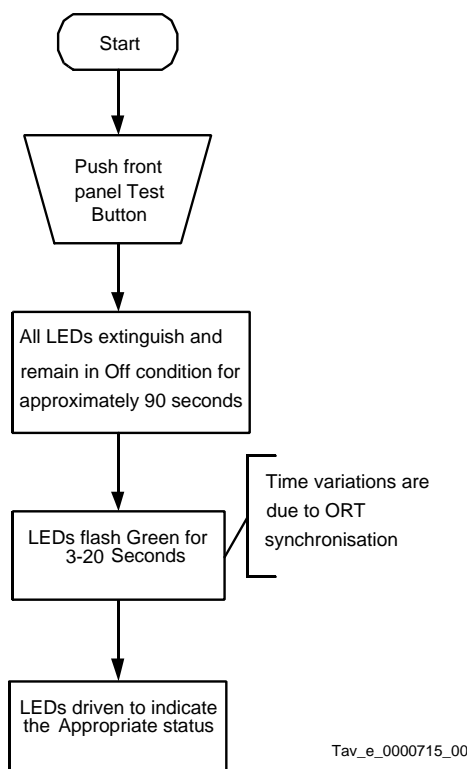 Start
Push front
panel Test
Button
All LEDs extinguish and
remain in Off condition for
approximately 90 seconds
LEDs flash Green for
3-20 Seconds
Time variations are
due to ORT
synchronisation
LEDs driven to indicate
the Appropriate status
Tav_e_0000715_00